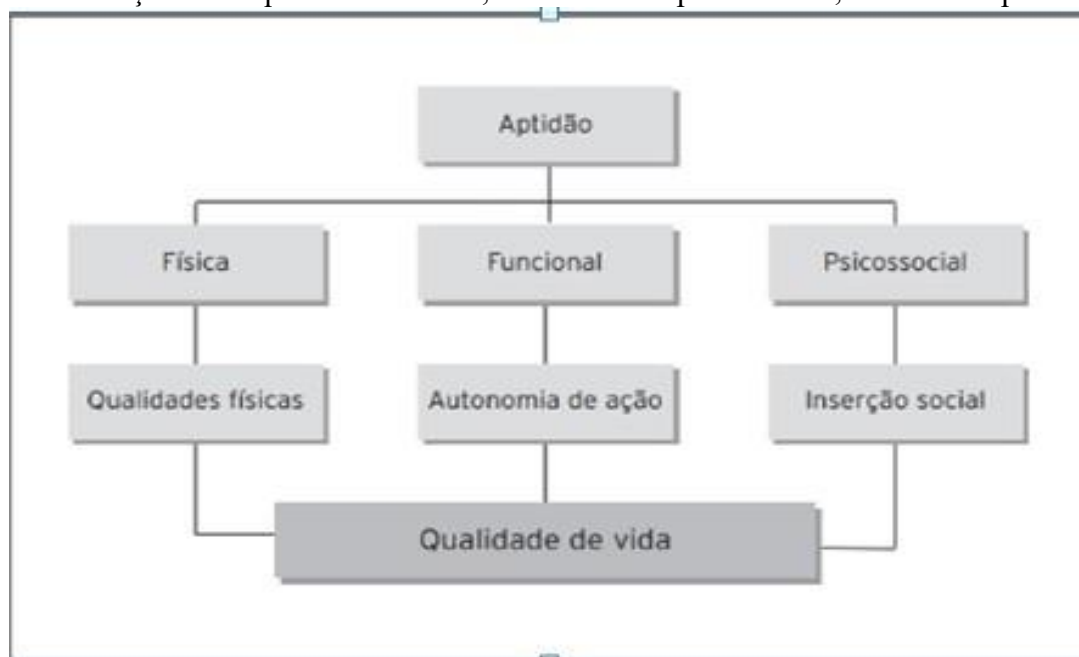 Aptidão
Física
Funcional
Psicossocial
Qualidades físicas
Autonomia de ação
Inserção social
Qualidade de vida